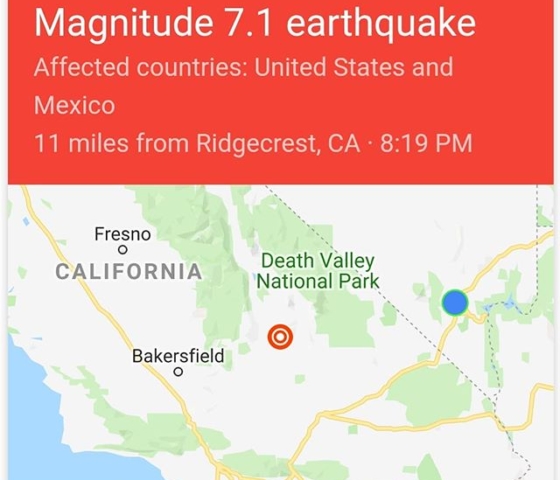 Magnitude 7.1 earthquake
Affected countries: United States and
Mexico
11 miles from Ridgecrest, CA · 8:19 PM
Fresno
CALIFORNIA
Death Valley
National Park
Bakersfield